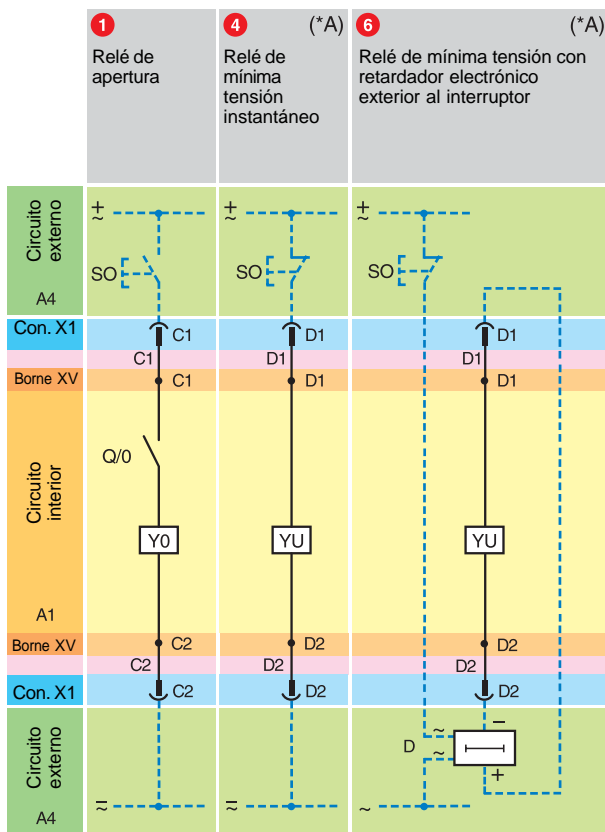 1
4 (*A)
6 (*A)
Relé de
apertura
Relé de
mínima
tensión
instantáneo
Relé de mínima tensión con
retardador electrónico
exterior al interruptor
Circuito
externo
A4
+
~
+
~
+
~
SO
SO
SO
Con. X1
C1
D1
D1
C1
D1
D1
Borne XV
C1
D1
D1
Circuito
interior
A1
Q/0
Y0
YU
YU
Borne XV
C2
D2
D2
C2
D2
D2
Con. X1
C2
D2
D2
Circuito
externo
A4
D
~
~
−
+
=
~
=
~
~